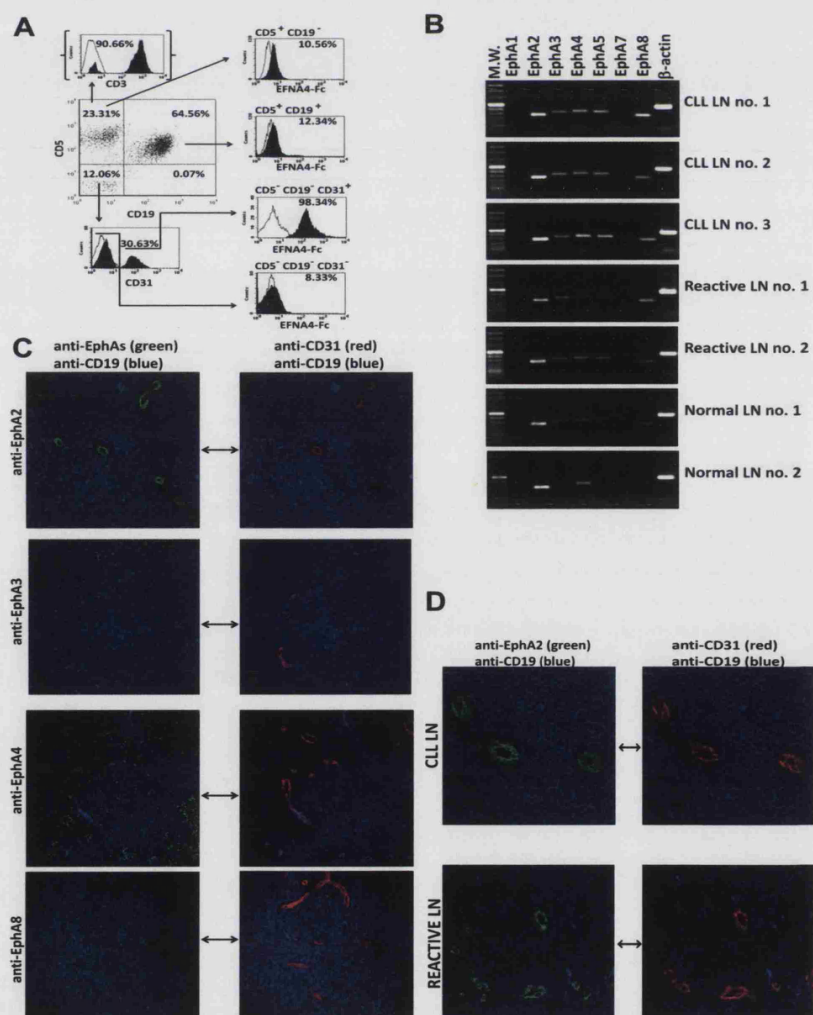 A
90.66%
Counts
CD3
CD5+ CD19-
10.56%
Counts
EFNA4-Fc
23.31%
64.56%
CD5
12.06%
0.07%
CD19
CD5+ CD19+
12.34%
Counts
EFNA4-Fc
CD5- CD19- CD31+
98.34%
Counts
EFNA4-Fc
30.63%
Counts
CD31
CD5- CD19- CD31-
8.33%
Counts
EFNA4-Fc
B
M.W. EphA1 EphA2 EphA3 EphA4 EphA5 EphA7 EphA8 β-actin
CLL LN no. 1
CLL LN no. 2
CLL LN no. 3
Reactive LN no. 1
Reactive LN no. 2
Normal LN no. 1
Normal LN no. 2
C
anti-EphAs (green)
anti-CD19 (blue)
anti-CD31 (red)
anti-CD19 (blue)
anti-EphA2
anti-EphA3
anti-EphA4
anti-EphA8
D
anti-EphA2 (green)
anti-CD19 (blue)
anti-CD31 (red)
anti-CD19 (blue)
CLL LN
REACTIVE LN